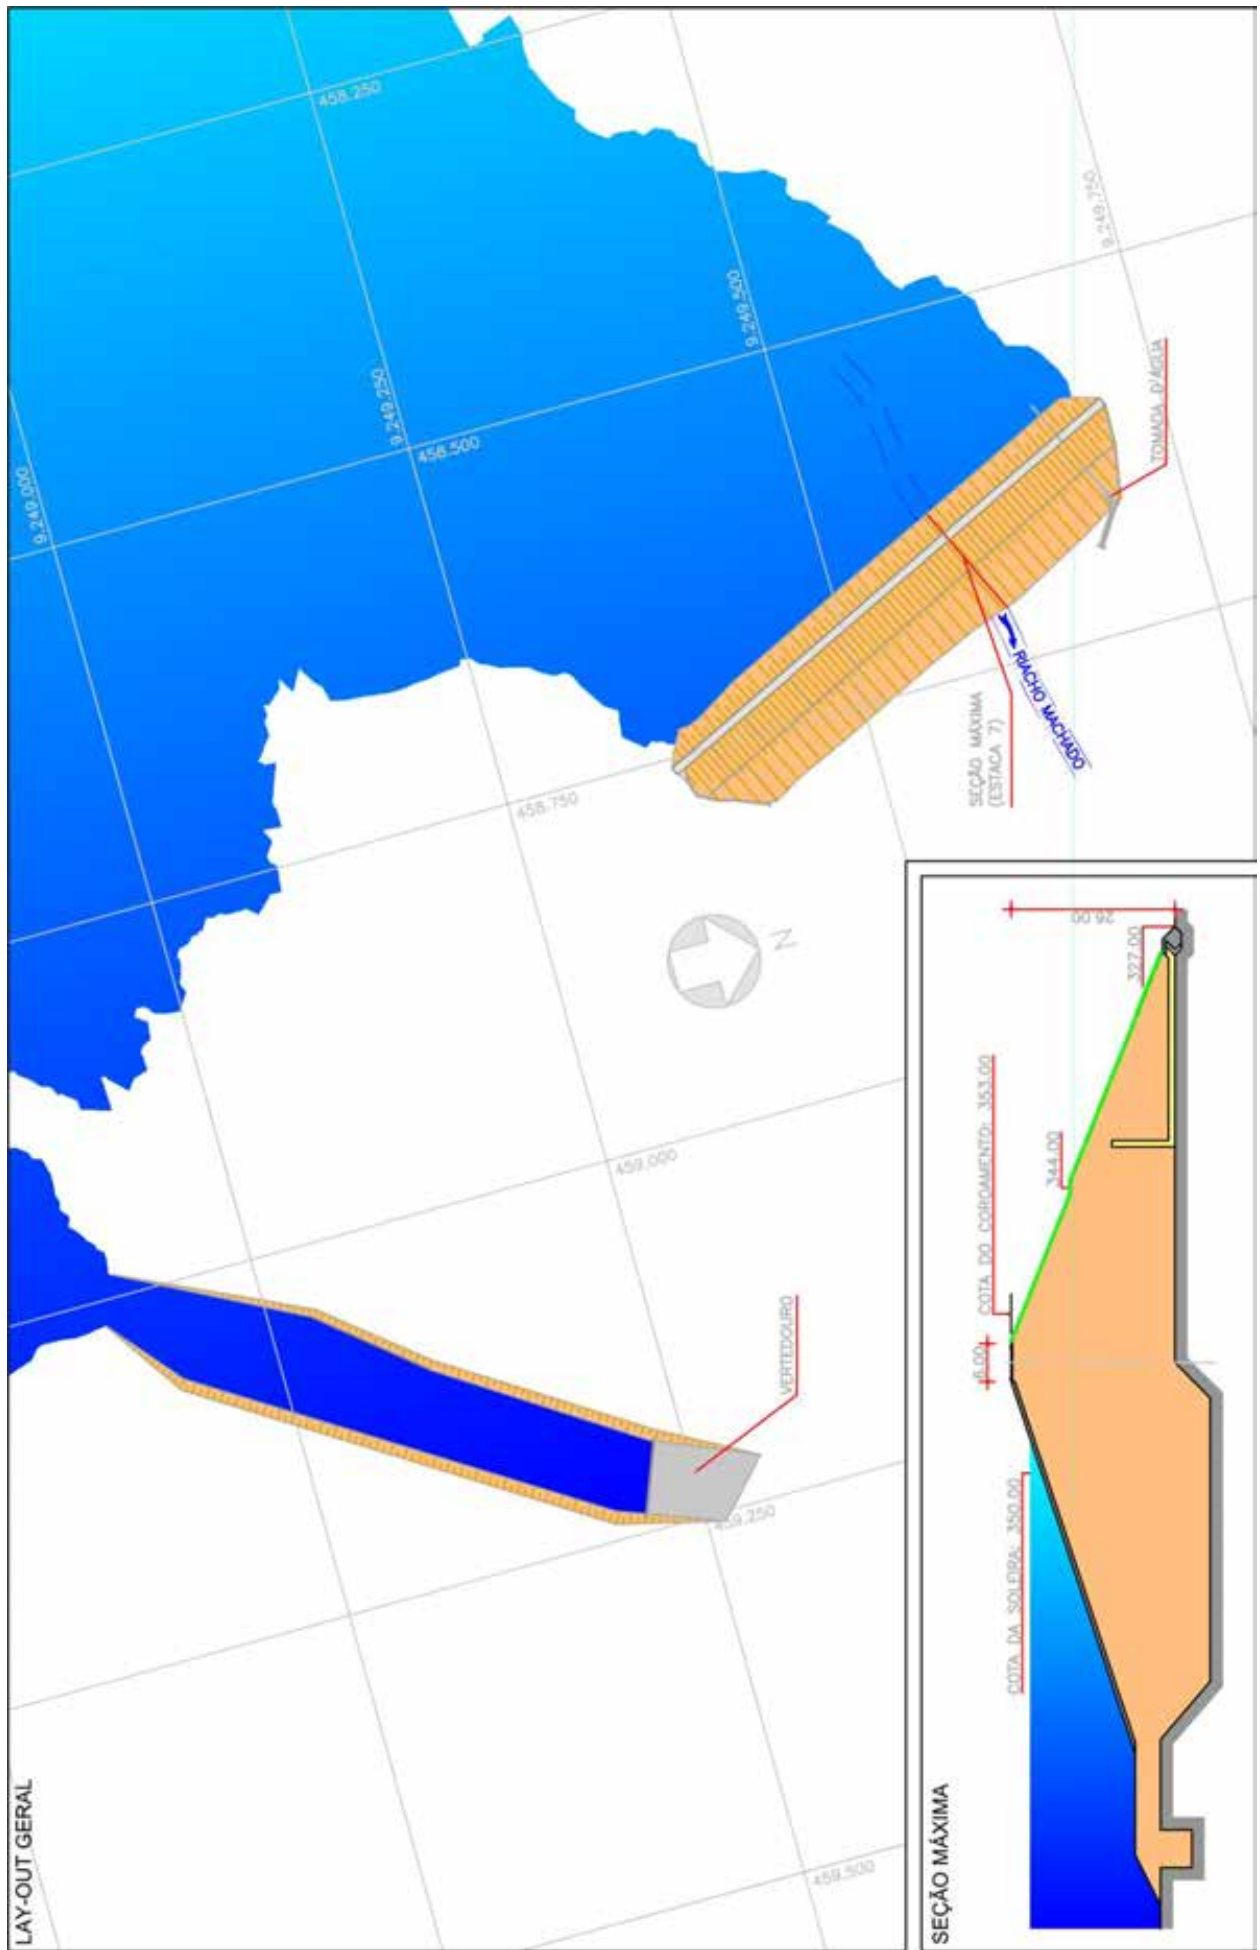 LAY-OUT GERAL
458.250
9.249.000
9.249.250
458.500
9.249.500
9.249.750
TOMADA D'ÁGUA
SEÇÃO MÁXIMA
(ESTACA 7)
RIACHO MACHADO
458.750
N
459.000
VERTEDOURO
459.250
459.500
SEÇÃO MÁXIMA
COTA DA SOLEIRA: 350.00
6.00
COTA DO COROAMENTO: 353.00
344.00
327.00
26.00